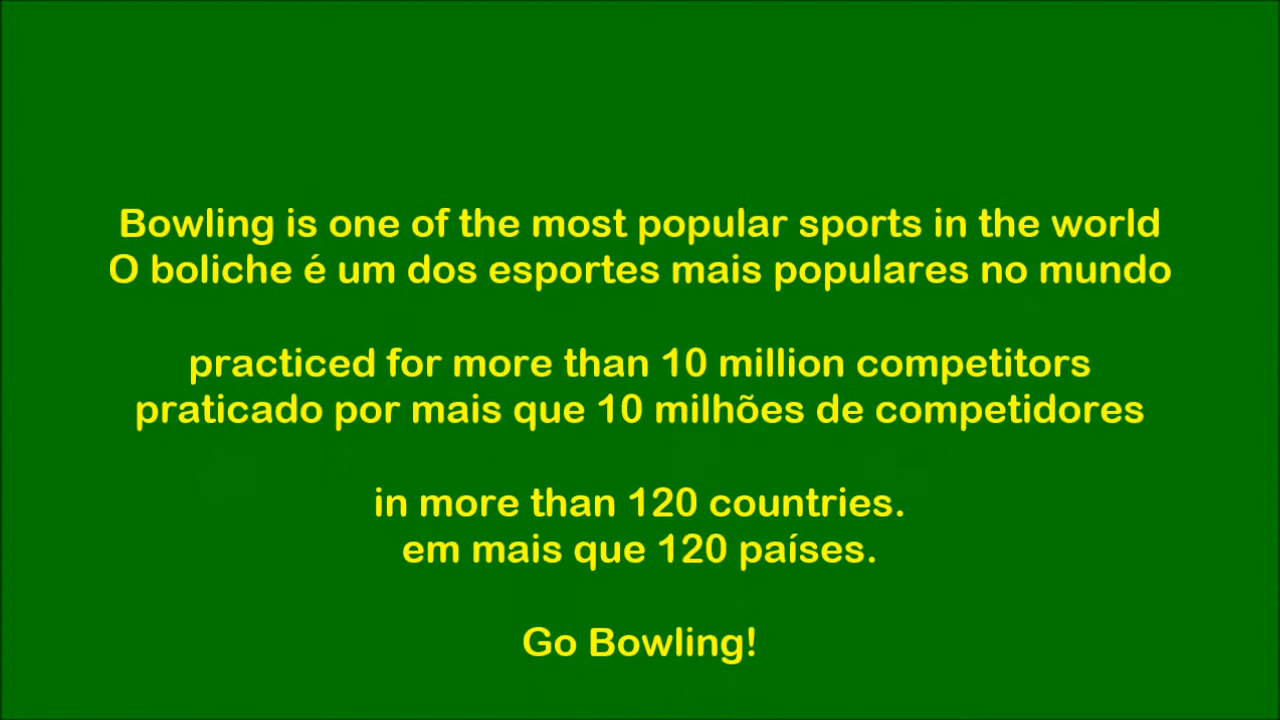 Bowling is one of the most popular sports in the world
O boliche é um dos esportes mais populares no mundo
practiced for more than 10 million competitors
praticado por mais que 10 milhões de competidores
in more than 120 countries.
em mais que 120 países.
Go Bowling!